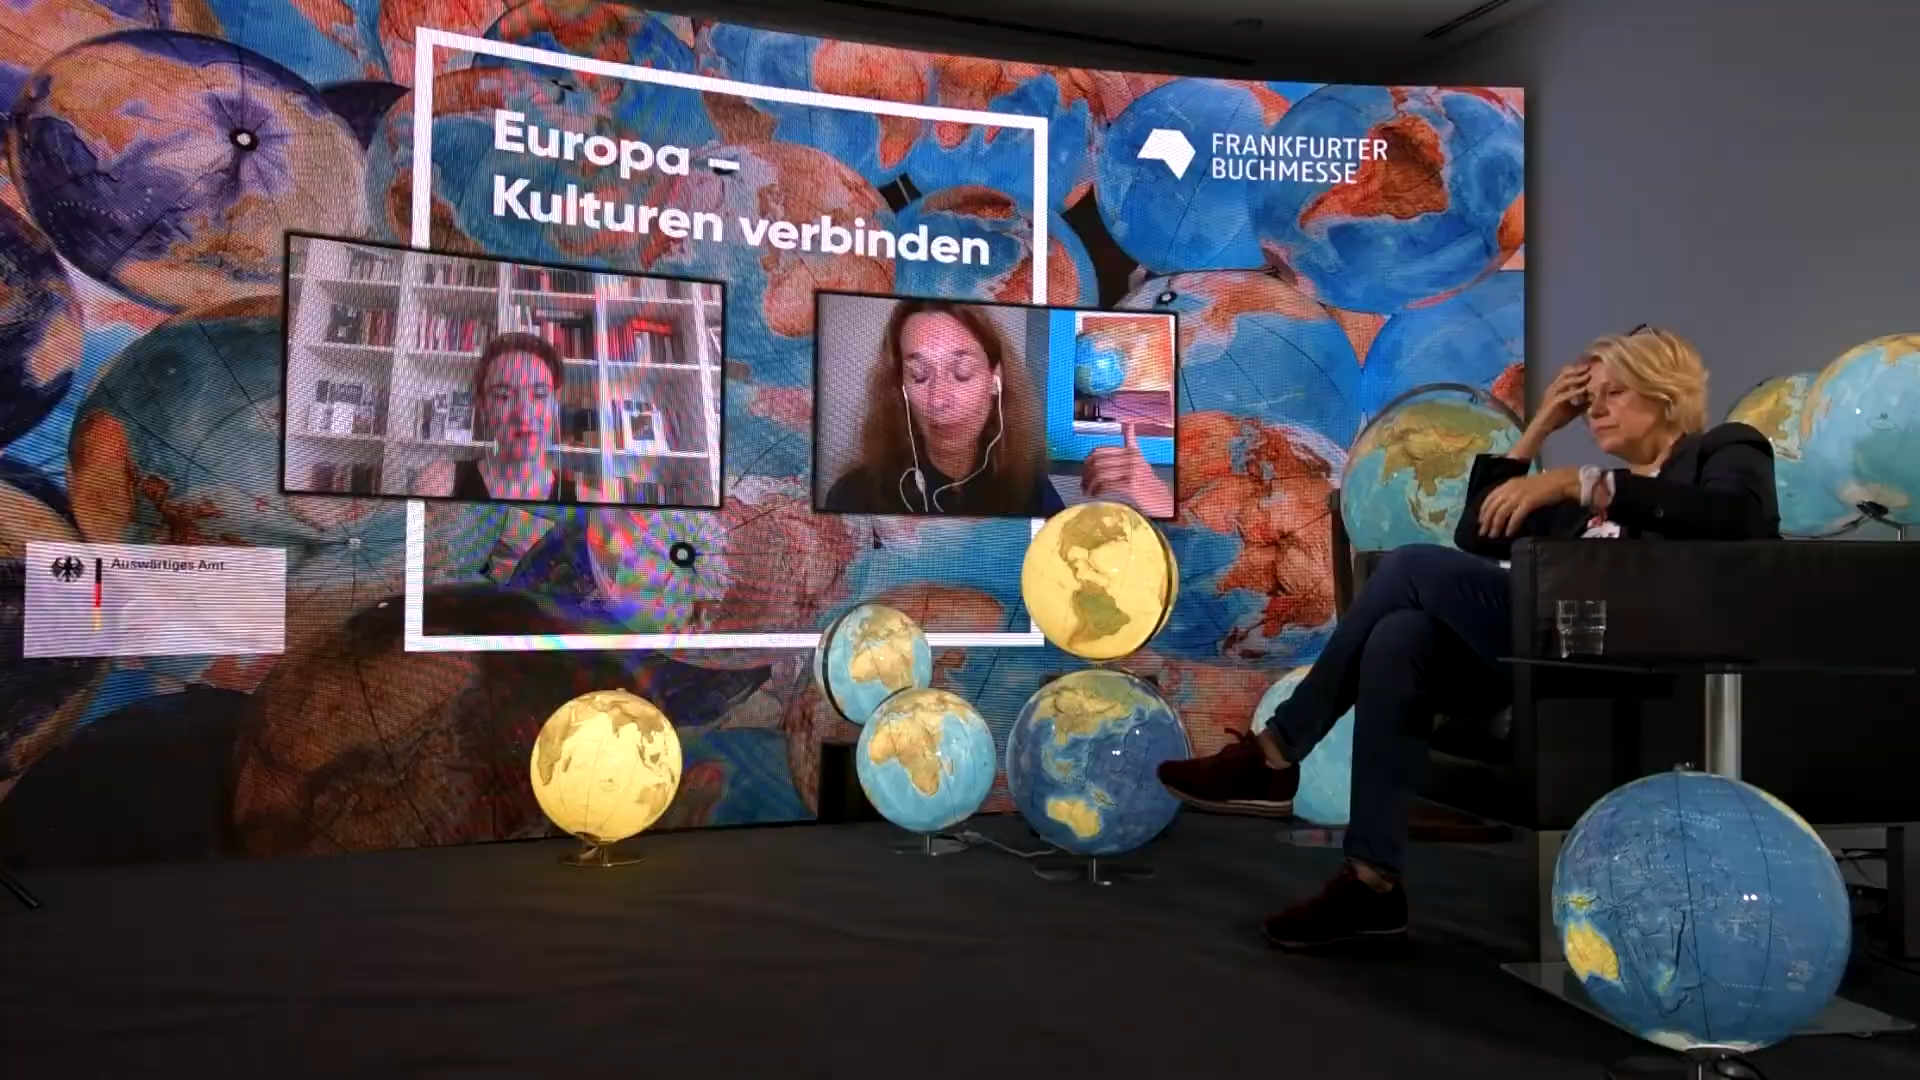 Europa –
Kulturen verbinden
FRANKFURTER
BUCHMESSE
Auswärtiges Amt